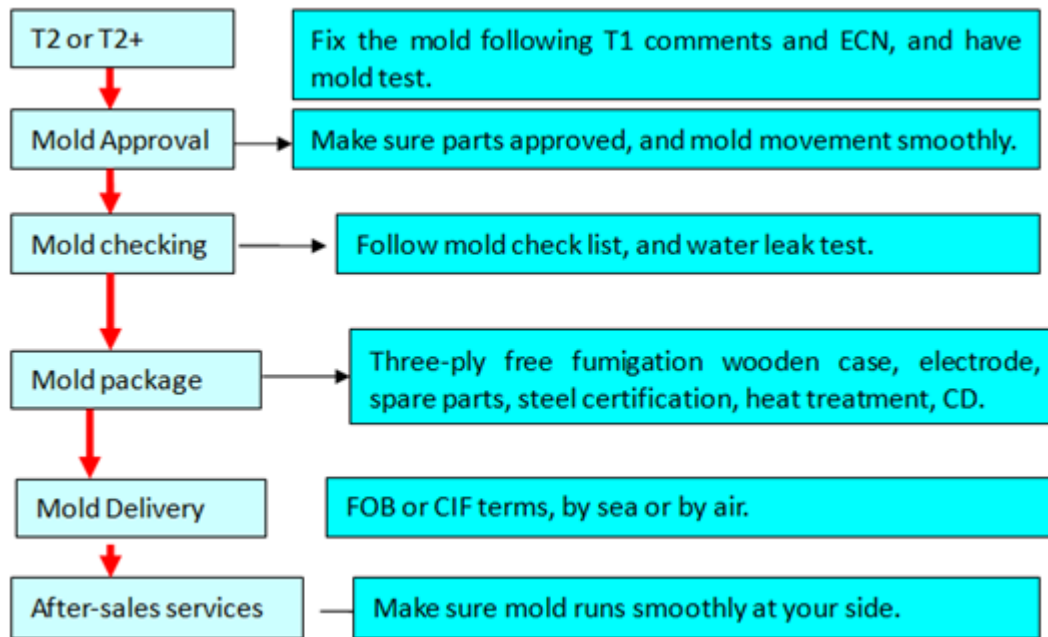 T2 or T2+
Fix the mold following T1 comments and ECN, and have
mold test.
Mold Approval
Make sure parts approved, and mold movement smoothly.
Mold checking
Follow mold check list, and water leak test.
Mold package
Three-ply free fumigation wooden case, electrode,
spare parts, steel certification, heat treatment, CD.
Mold Delivery
FOB or CIF terms, by sea or by air.
After-sales services
Make sure mold runs smoothly at your side.